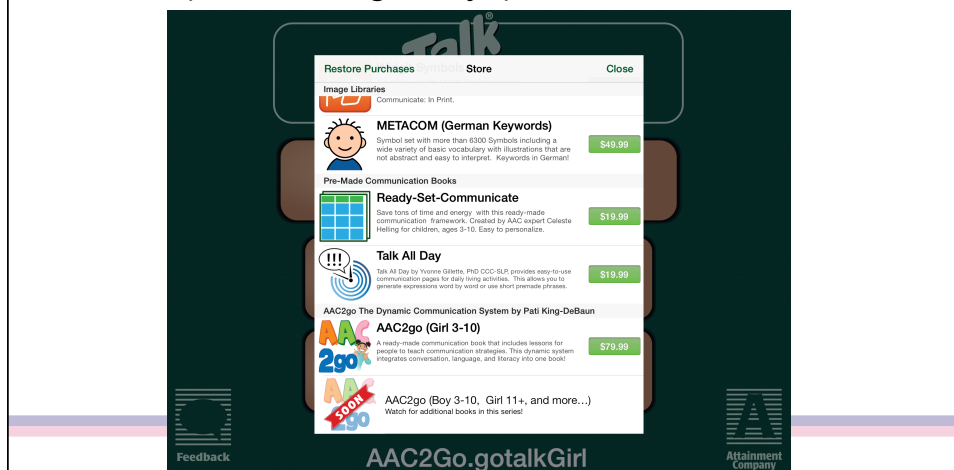 Talk
®
Restore Purchases
Symbols
Store
Close
Image Libraries
Communicate: In Print.
METACOM (German Keywords)
Symbol set with more than 6300 Symbols including a
wide variety of basic vocabulary with illustrations that are
not abstract and easy to interpret. Keywords in German!
$49.99
Pre-Made Communication Books
Ready-Set-Communicate
Save tons of time and energy with this ready-made
communication framework. Created by AAC expert Celeste
Helling for children, ages 3-10. Easy to personalize.
$19.99
!!!
Talk All Day
Talk All Day by Yvonne Gillette, PhD CCC-SLP, provides easy-to-use
communication pages for daily living activities. This allows you to
generate expressions word by word or use short premade phrases.
$19.99
AAC2go The Dynamic Communication System by Pati King-DeBaun
AAC
2go
AAC2go (Girl 3-10)
A ready-made communication book that includes lessons for
people to teach communication strategies. This dynamic system
integrates conversation, language, and literacy into one book!
$79.99
AAC
2go
SOON
AAC2go (Boy 3-10, Girl 11+, and more...)
Watch for additional books in this series!
Feedback
AAC2Go.gotalkGirl
Attainment
Company